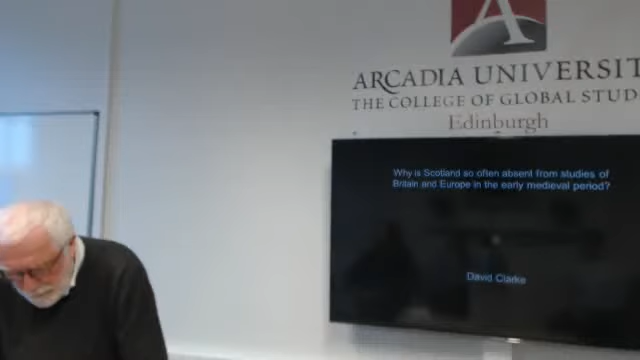 A
ARCADIA UNIVERSIT
THE COLLEGE OF GLOBAL STUD
Edinburgh
Why is Scotland so often absent from studies of
Britain and Europe in the early medieval period?
David Clarke